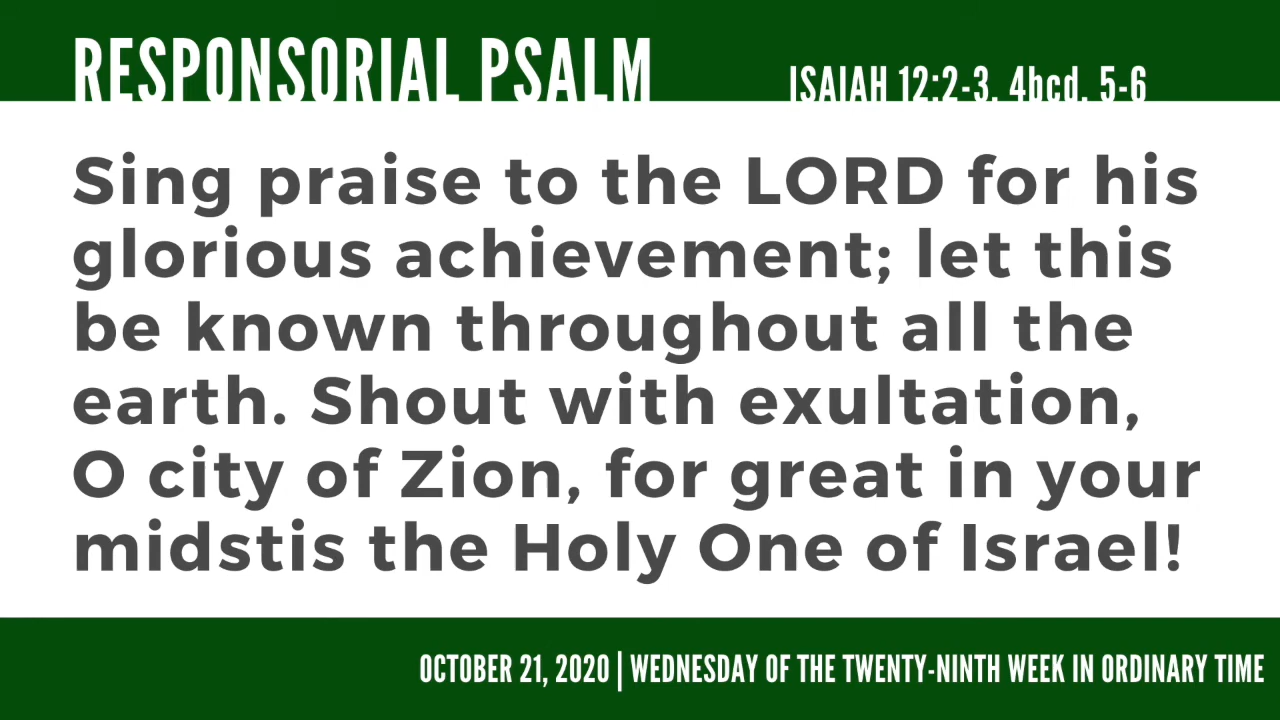 RESPONSORIAL PSALM
ISAIAH 12:2-3, 4bcd, 5-6
Sing praise to the LORD for his
glorious achievement; let this
be known throughout all the
earth. Shout with exultation,
O city of Zion, for great in your
midstis the Holy One of Israel!
OCTOBER 21, 2020 | WEDNESDAY OF THE TWENTY-NINTH WEEK IN ORDINARY TIME